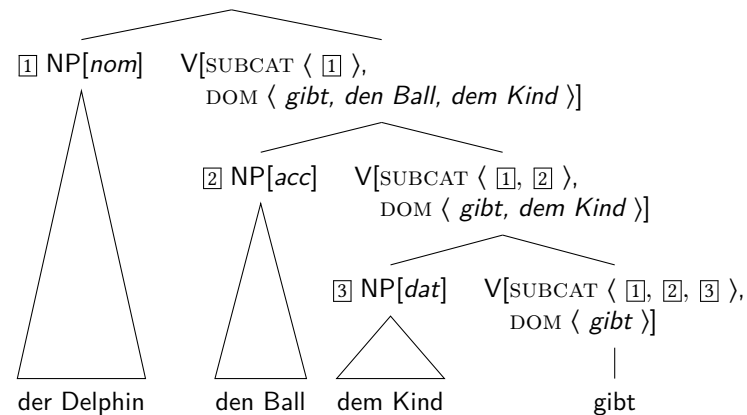 1 NP[nom] V[SUBCAT ⟨ 1 ⟩,
DOM ⟨ gibt, den Ball, dem Kind ⟩]
2 NP[acc] V[SUBCAT ⟨ 1, 2 ⟩,
DOM ⟨ gibt, dem Kind ⟩]
3 NP[dat] V[SUBCAT ⟨ 1, 2, 3 ⟩,
DOM ⟨ gibt ⟩]
der Delphin den Ball dem Kind gibt